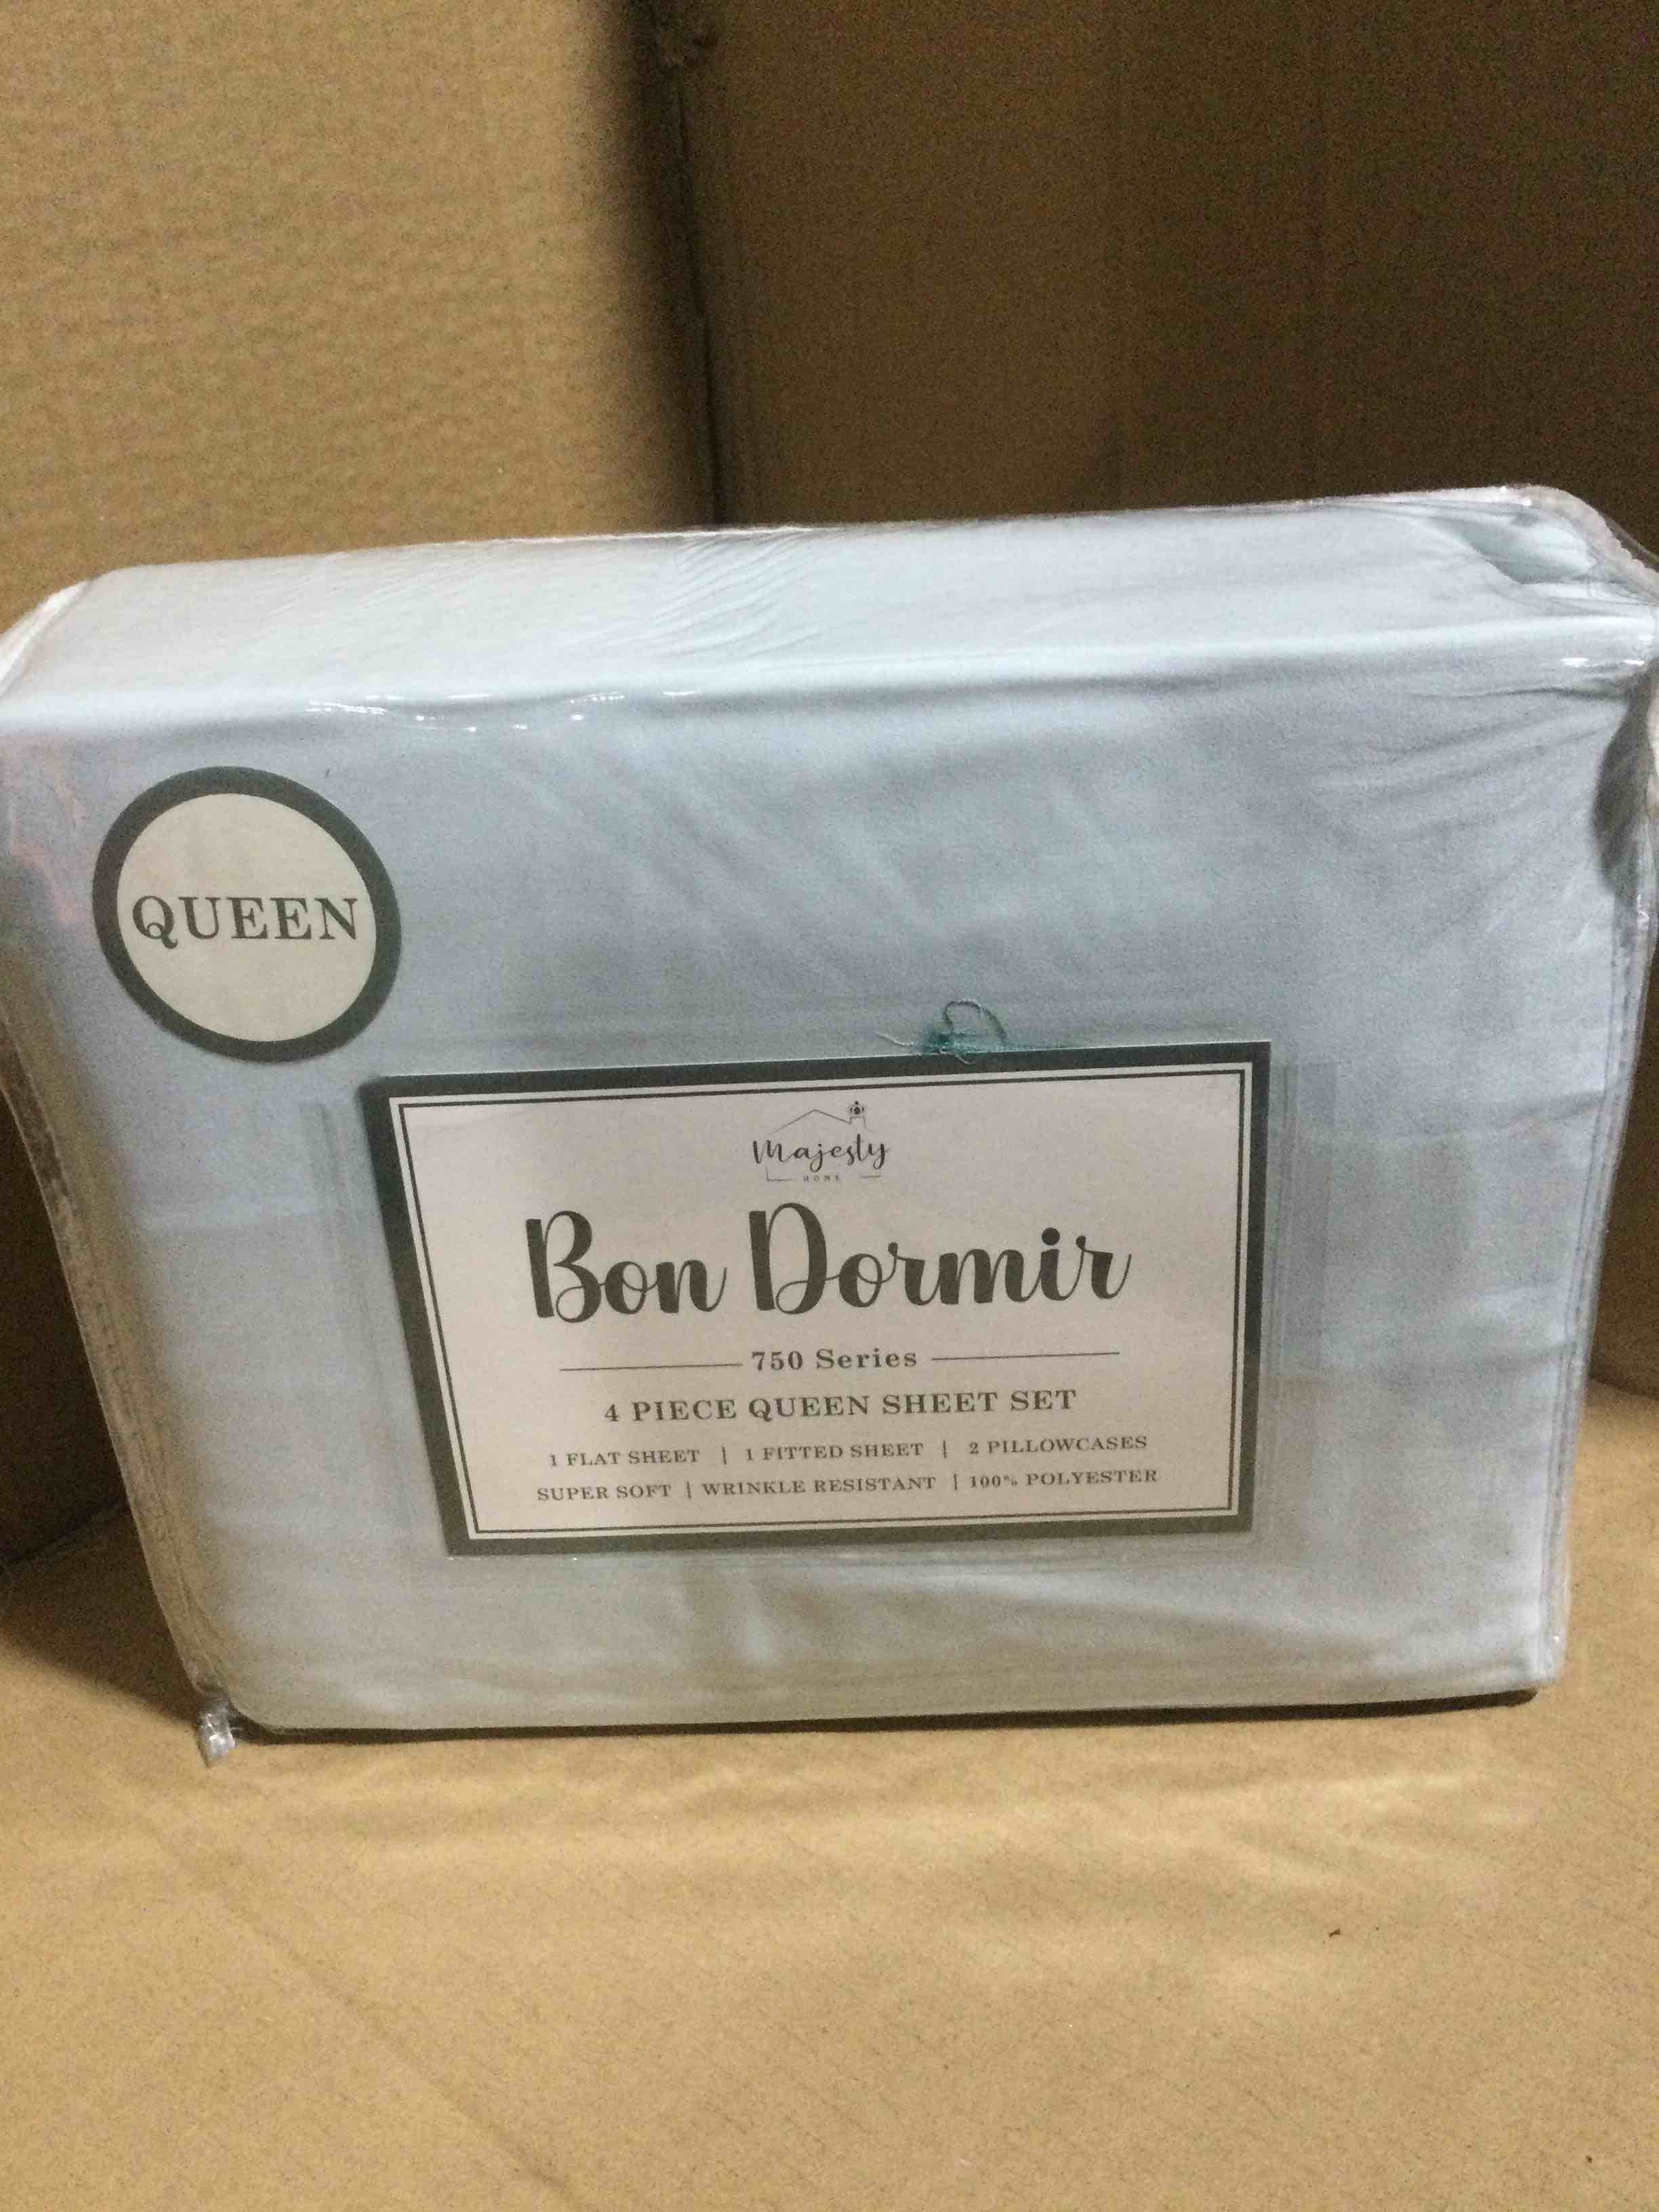 QUEEN
Majesty
HOME
Bon Dormir
750 Series
4 PIECE QUEEN SHEET SET
1 FLAT SHEET | 1 FITTED SHEET | 2 PILLOWCASES
SUPER SOFT | WRINKLE RESISTANT | 100% POLYESTER